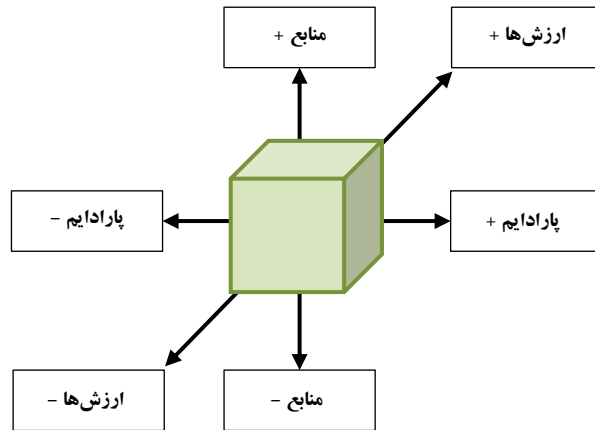 ارزش‌ها +
منابع +
پارادایم +
پارادایم –
منابع –
ارزش‌ها –